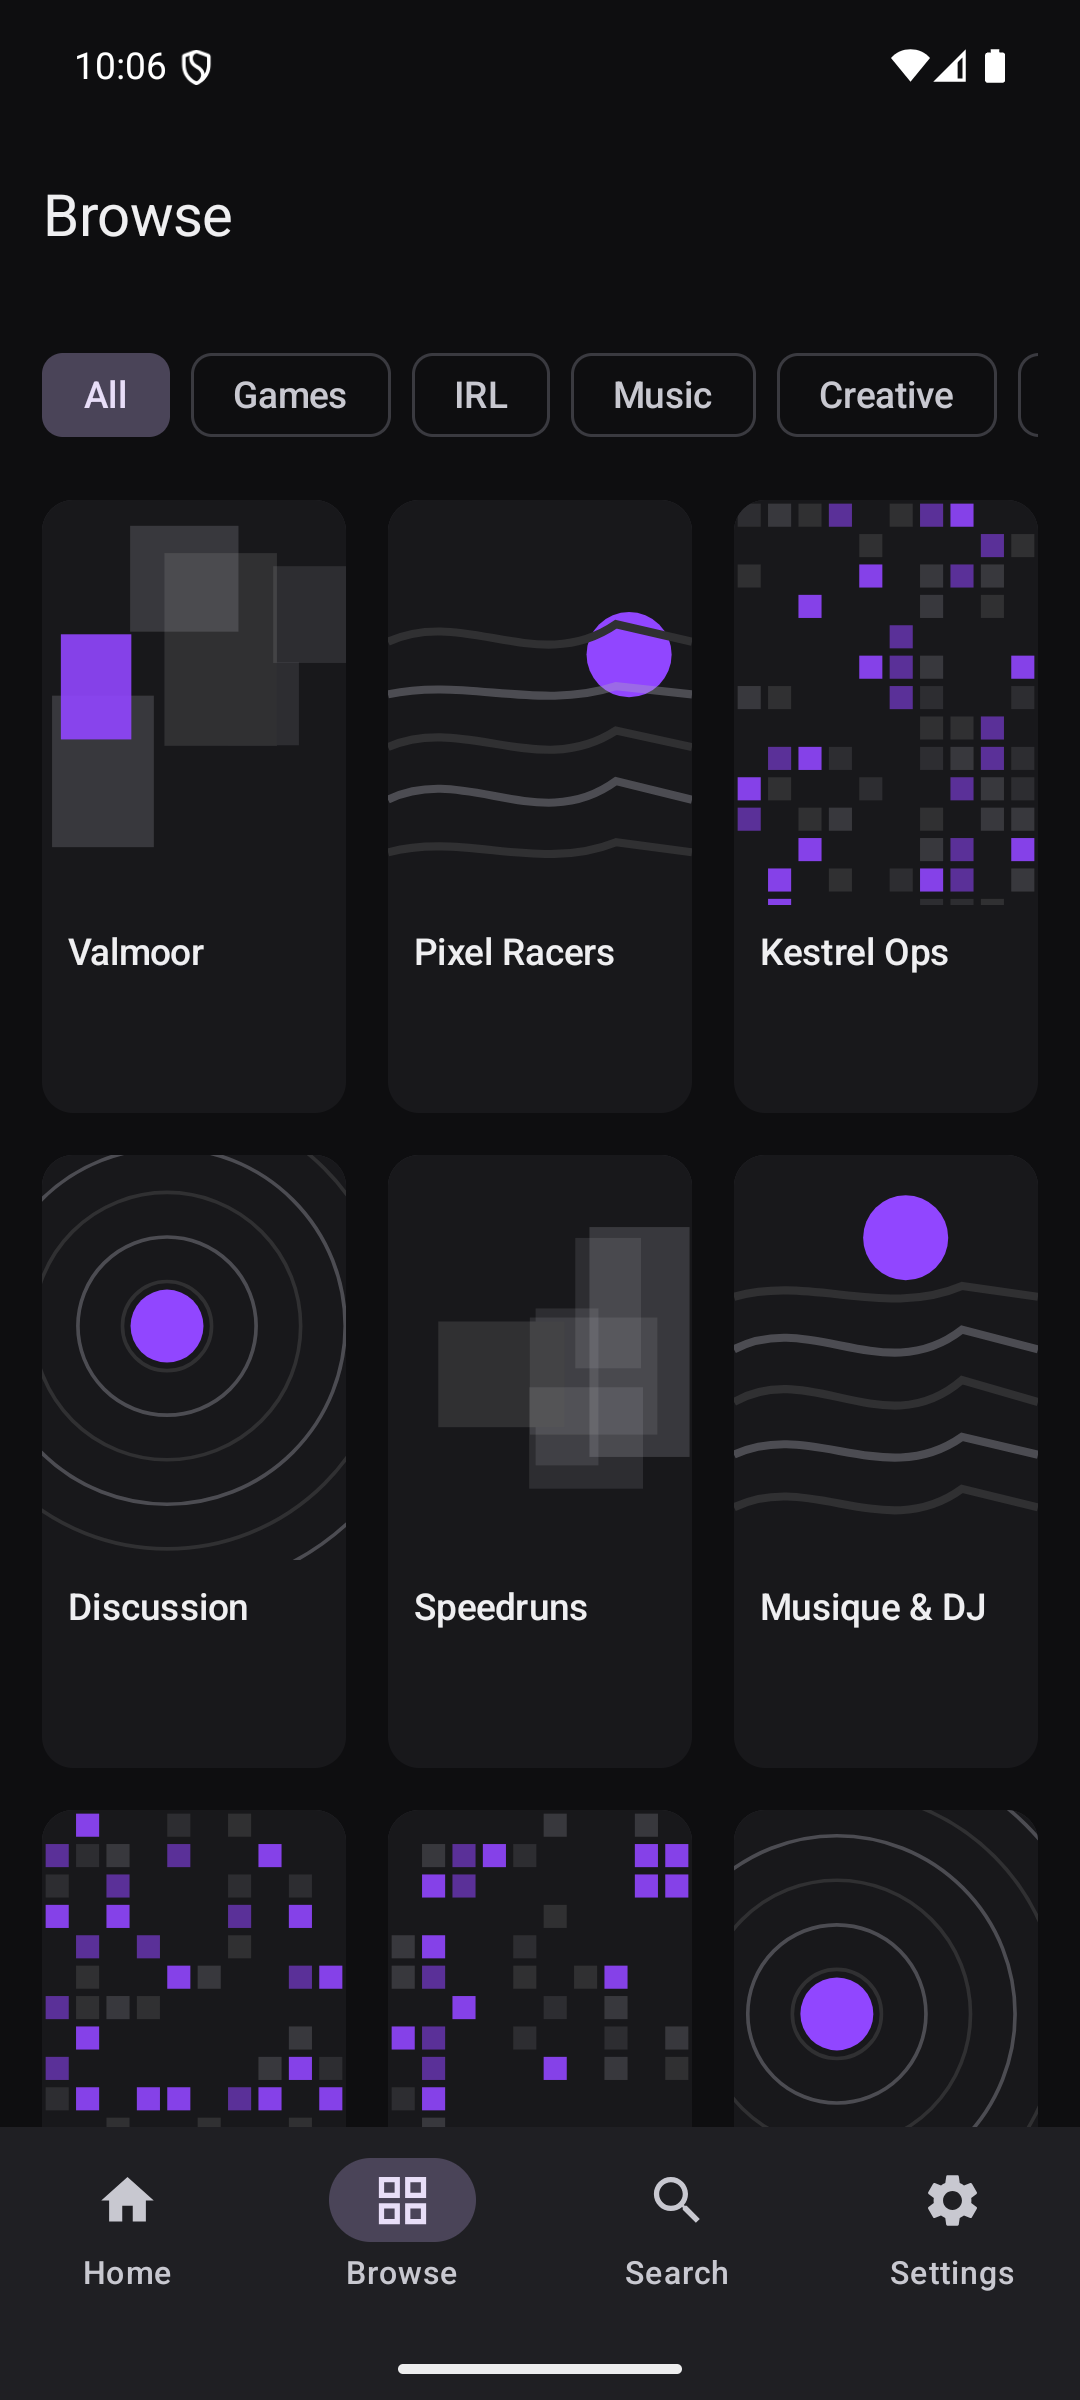 10:06
Browse
All Games IRL Music Creative
Valmoor Pixel Racers Kestrel Ops
Discussion Speedruns Musique & DJ
Home Browse Search Settings